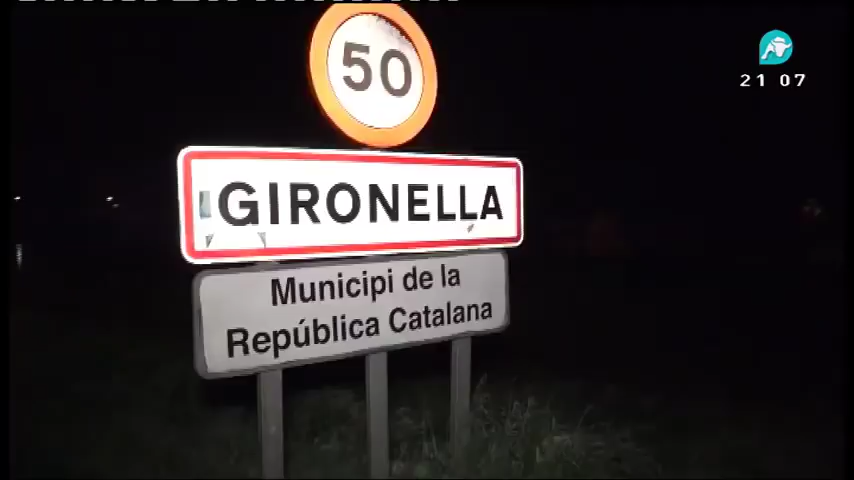 50
21 07
GIRONELLA
Municipi de la
República Catalana